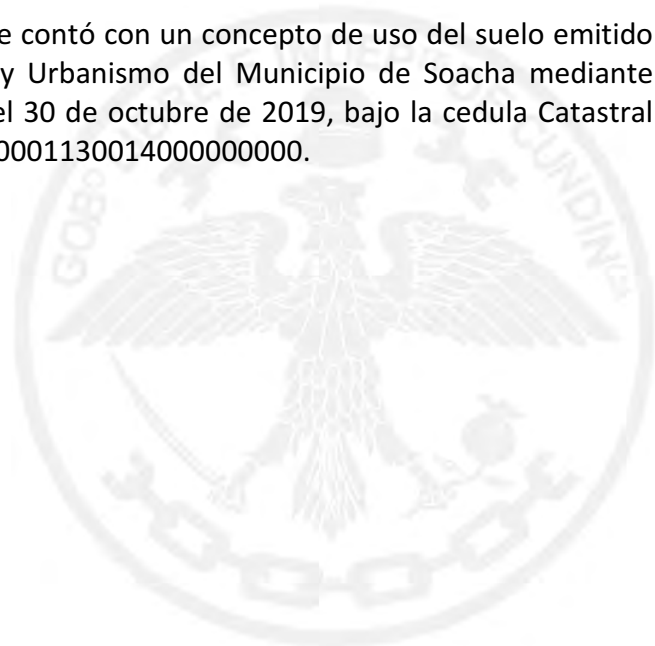 e contó con un concepto de uso del suelo emitido
y Urbanismo del Municipio de Soacha mediante
el 30 de octubre de 2019, bajo la cedula Catastral
0001130014000000000.